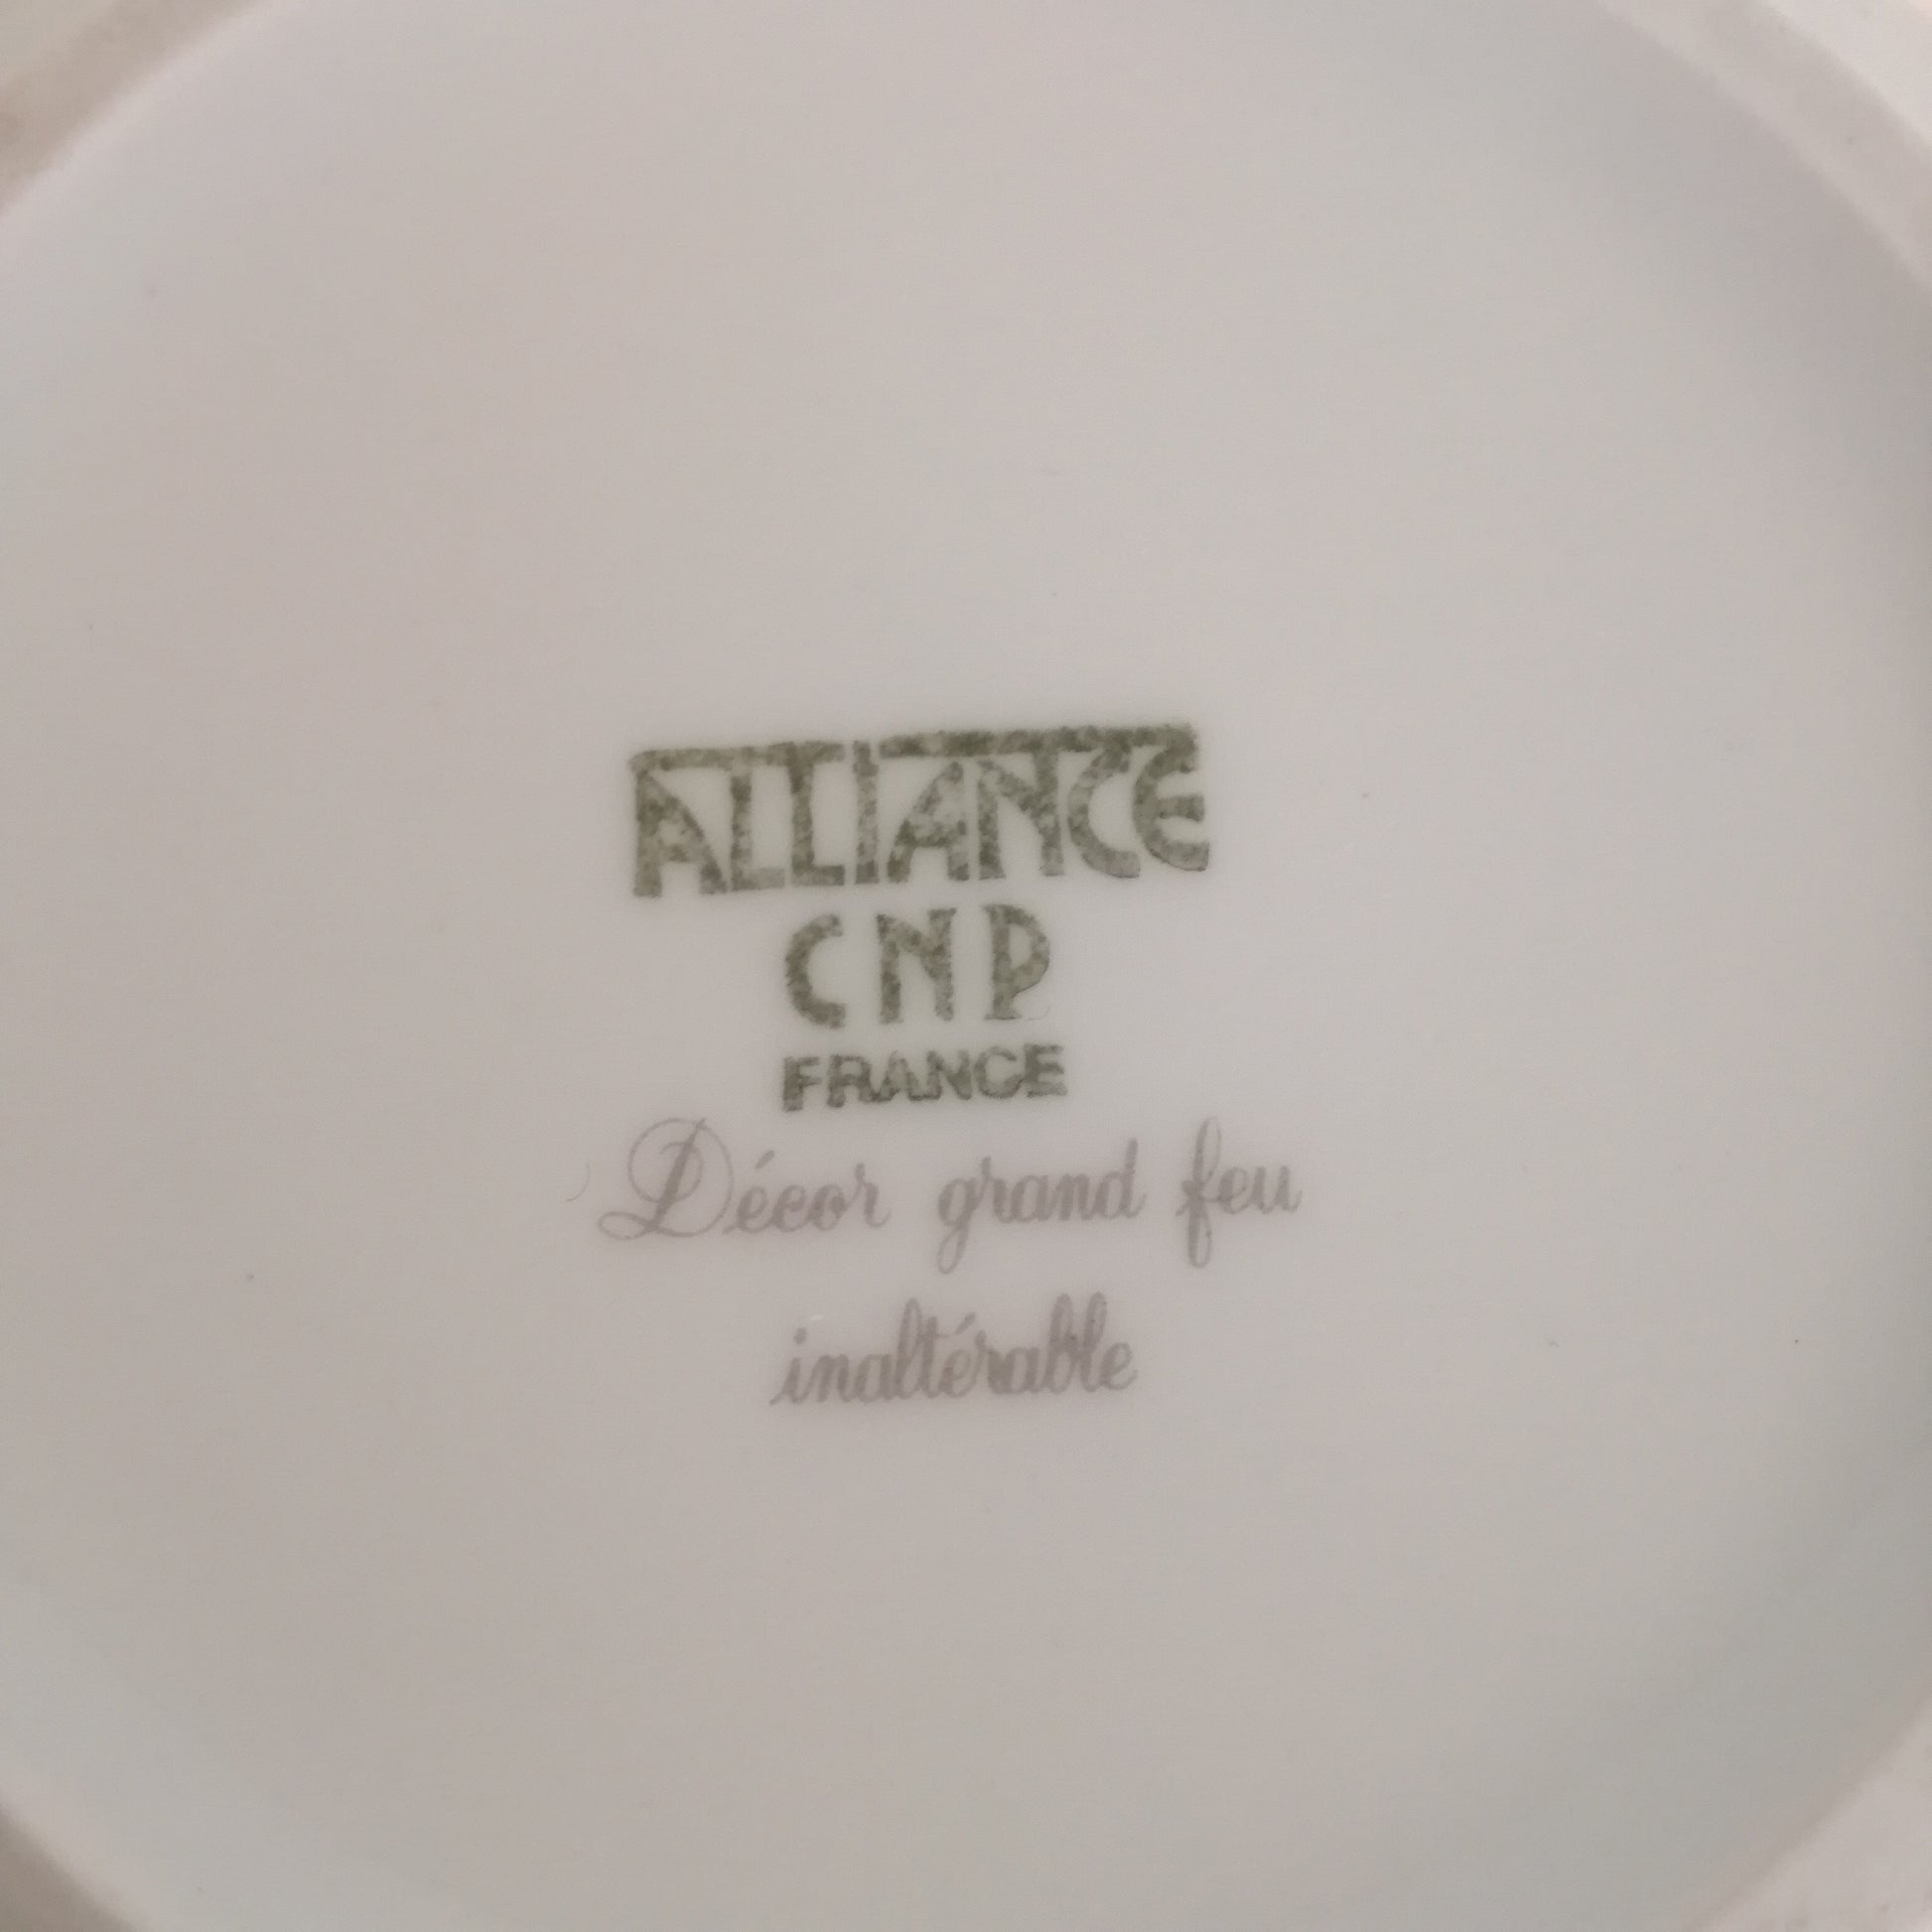 ALLIANCE
CNP
FRANCE
Décor grand feu
inaltérable